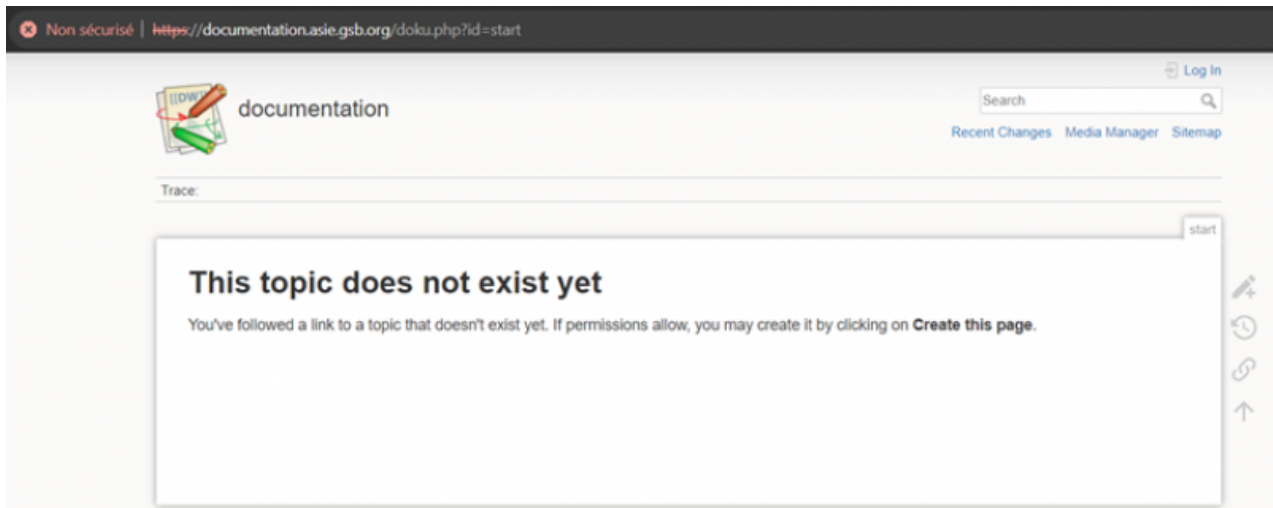 Non sécurisé | https://documentation.asie.gsb.org/doku.php?id=start
Log In
[[DW]]
documentation
Search
Recent Changes Media Manager Sitemap
Trace:
start
This topic does not exist yet
You've followed a link to a topic that doesn't exist yet. If permissions allow, you may create it by clicking on Create this page.